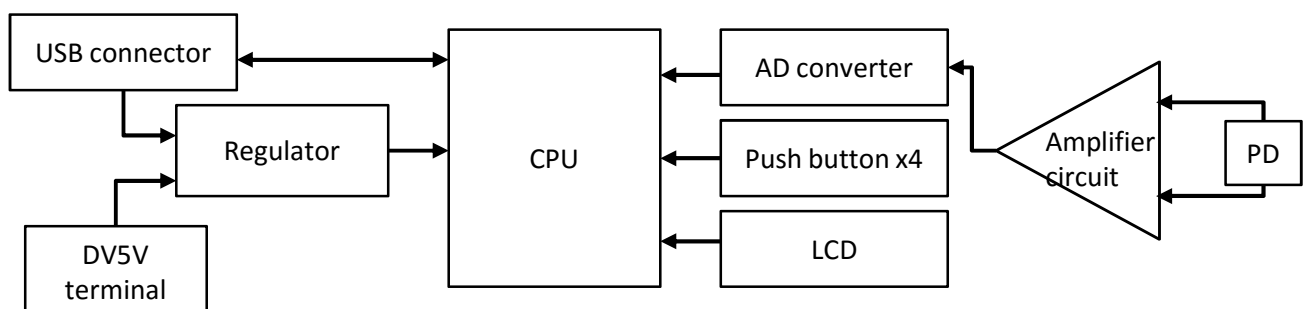 USB connector
Regulator
DV5V
terminal
CPU
AD converter
Push button x4
LCD
Amplifier
circuit
PD